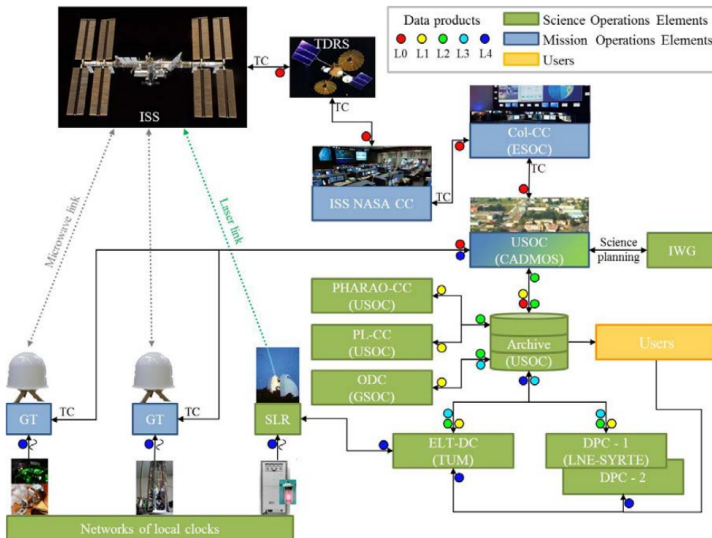 Data products
L0 L1 L2 L3 L4
Science Operations Elements
Mission Operations Elements
Users
ISS
TC
TDRS
TC
Col-CC
(ESOC)
TC
ISS NASA CC
TC
Microwave link
Laser link
USOC
(CADMOS)
Science
planning
IWG
PHARAO-CC
(USOC)
PL-CC
(USOC)
Archive
(USOC)
Users
ODC
(GSOC)
GT
TC
GT
TC
SLR
ELT-DC
(TUM)
DPC - 1
(LNE-SYRTE)
DPC - 2
Networks of local clocks